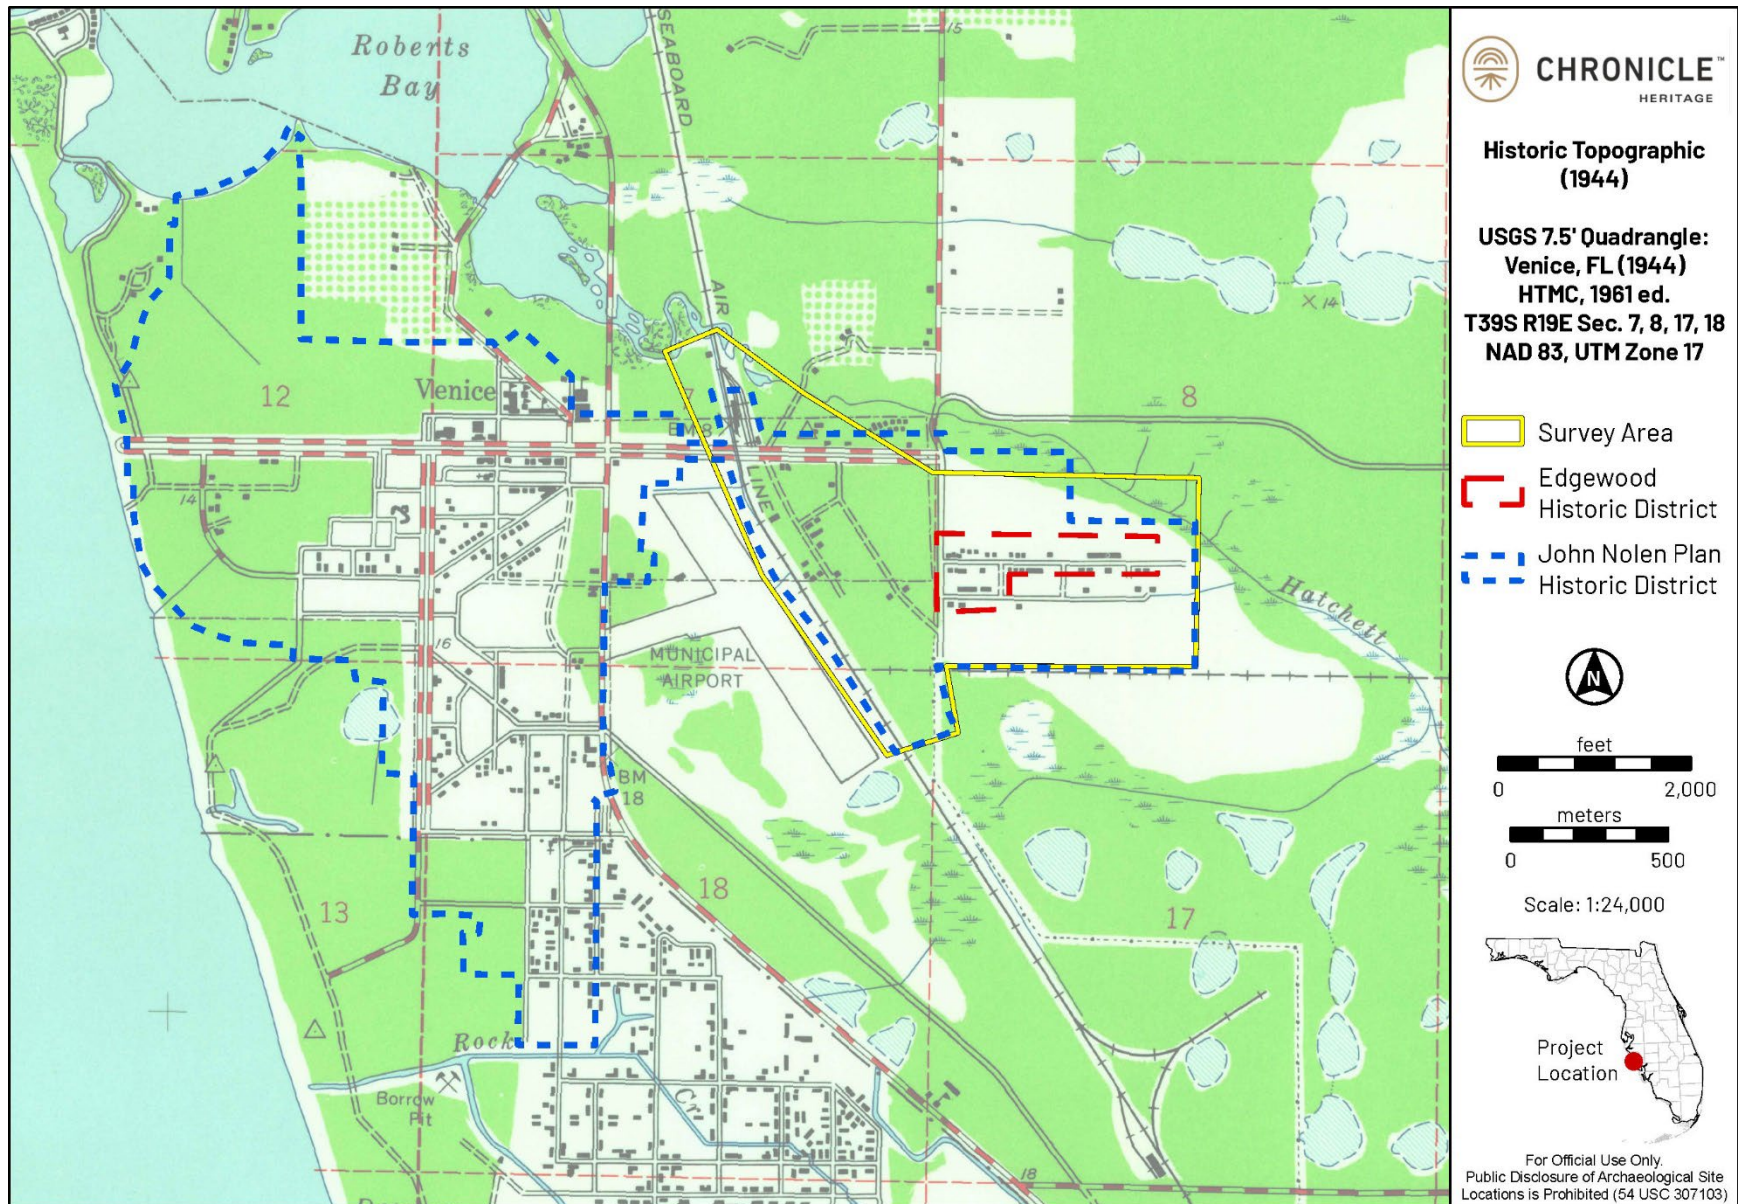 Roberts
Bay
SEABOARD
15
AIR
LINE
14
12
Venice
7
BM 8
8
14
16
MUNICIPAL
AIRPORT
Hatchett
BM
18
13
18
17
Rock
Cr
Borrow
Pit
18
CHRONICLE™
HERITAGE
Historic Topographic
(1944)
USGS 7.5' Quadrangle:
Venice, FL (1944)
HTMC, 1961 ed.
T39S R19E Sec. 7, 8, 17, 18
NAD 83, UTM Zone 17
Survey Area
Edgewood
Historic District
John Nolen Plan
Historic District
N
feet
0 2,000
meters
0 500
Scale: 1:24,000
Project
Location
For Official Use Only.
Public Disclosure of Archaeological Site
Locations is Prohibited (54 USC 307103)